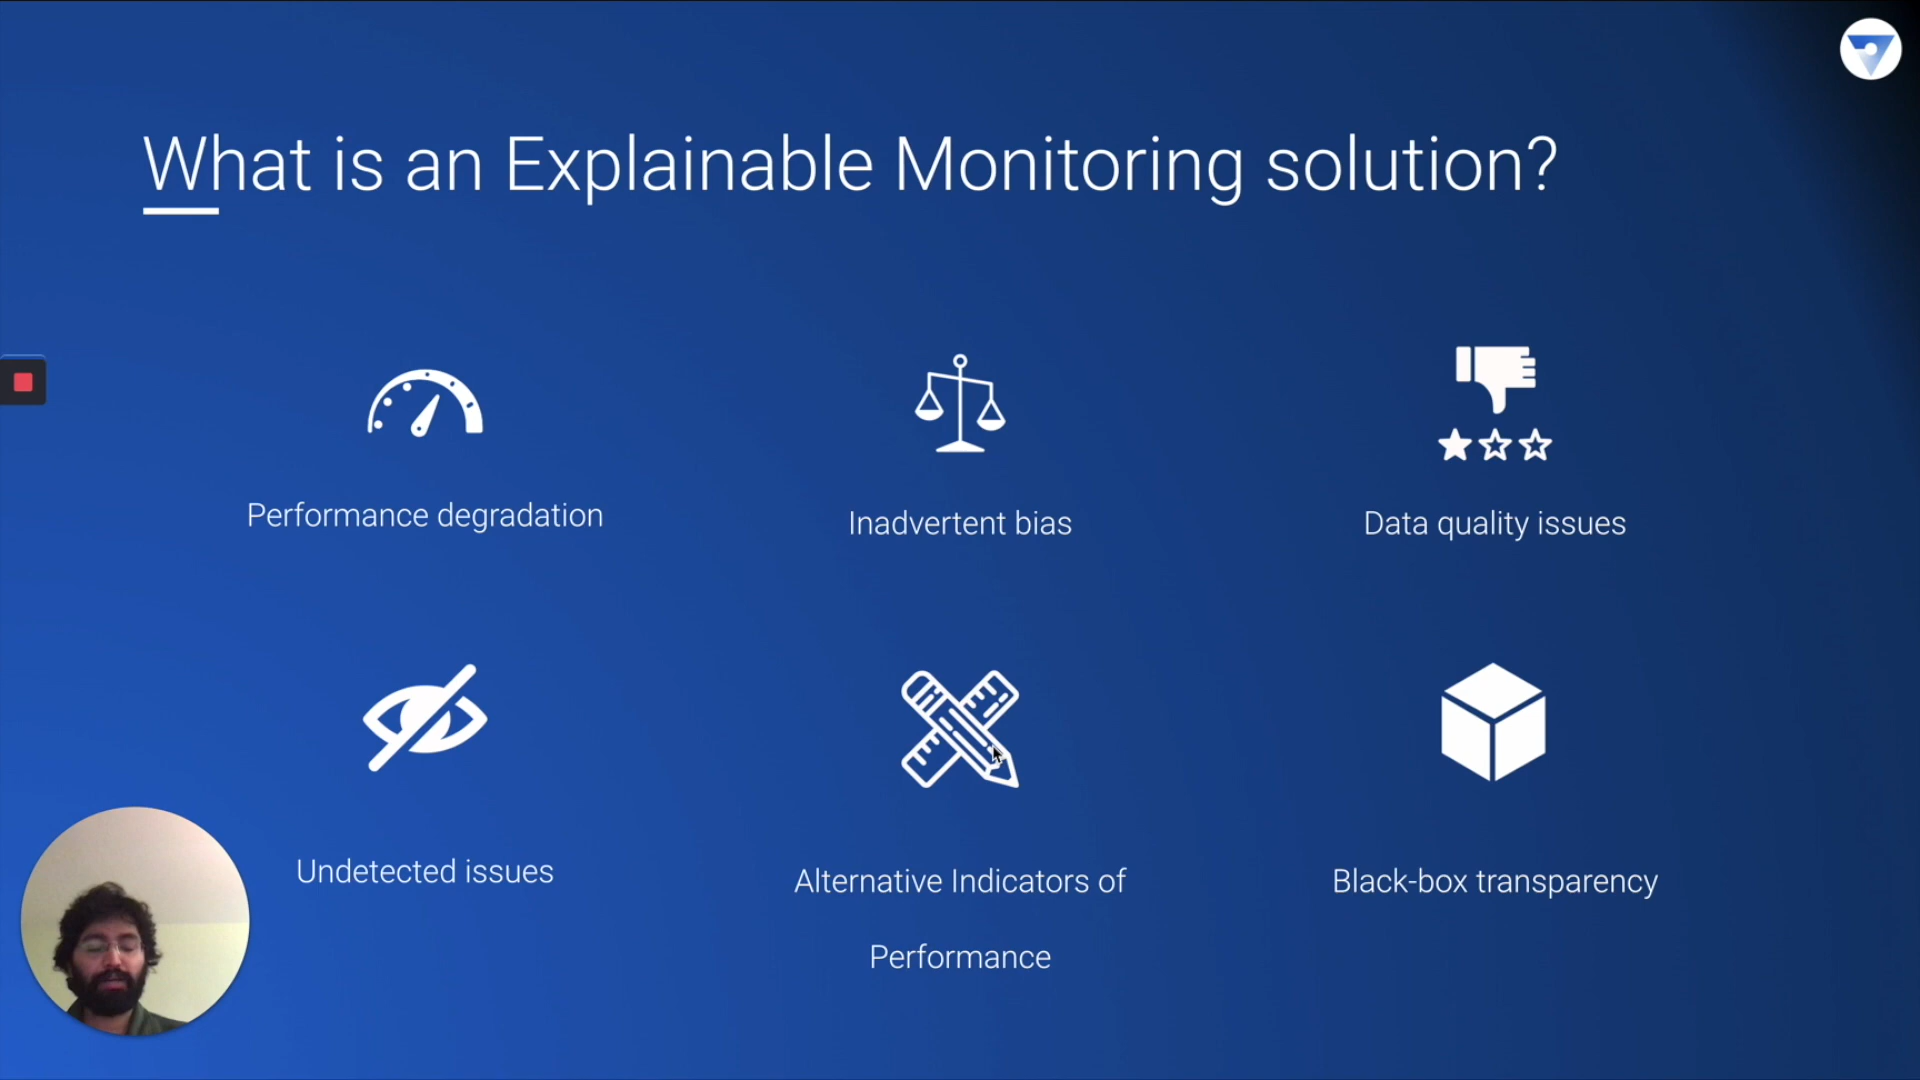 What is an Explainable Monitoring solution?
Performance degradation
Inadvertent bias
Data quality issues
Undetected issues
Alternative Indicators of
Performance
Black-box transparency